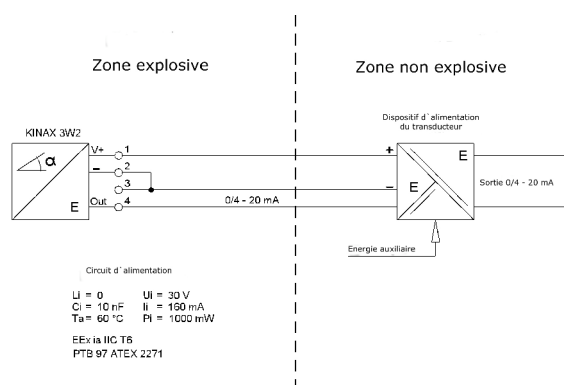 Zone explosive
Zone non explosive
Dispositif d`alimentation
du transducteur
KINAX 3W2
V+ 1
α
- 2
3
E
Out 4
0/4 - 20 mA
+
E
-
E
Sortie 0/4 - 20 mA
Energie auxiliaire
Circuit d`alimentation
Li = 0 Ui = 30 V
Ci = 10 nF Ii = 160 mA
Ta = 60 °C Pi = 1000 mW
EEx ia IIC T6
PTB 97 ATEX 2271